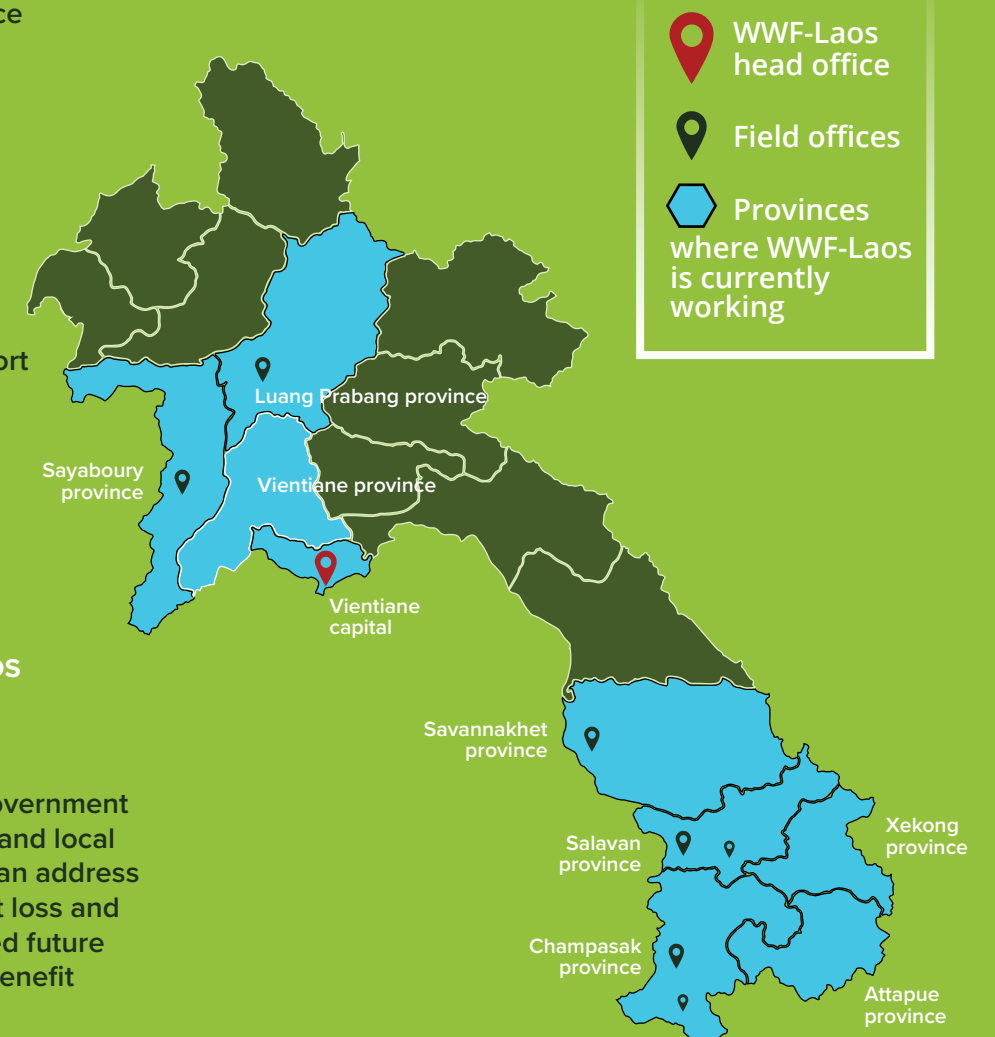 ce
WWF-Laos
head office
Field offices
Provinces
where WWF-Laos
is currently
working
ort
Luang Prabang province
Sayaboury
province
Vientiane province
Vientiane
capital
os
Savannakhet
province
overnment
and local
an address
t loss and
ed future
enefit
Salavan
province
Xekong
province
Champasak
province
Attapue
province